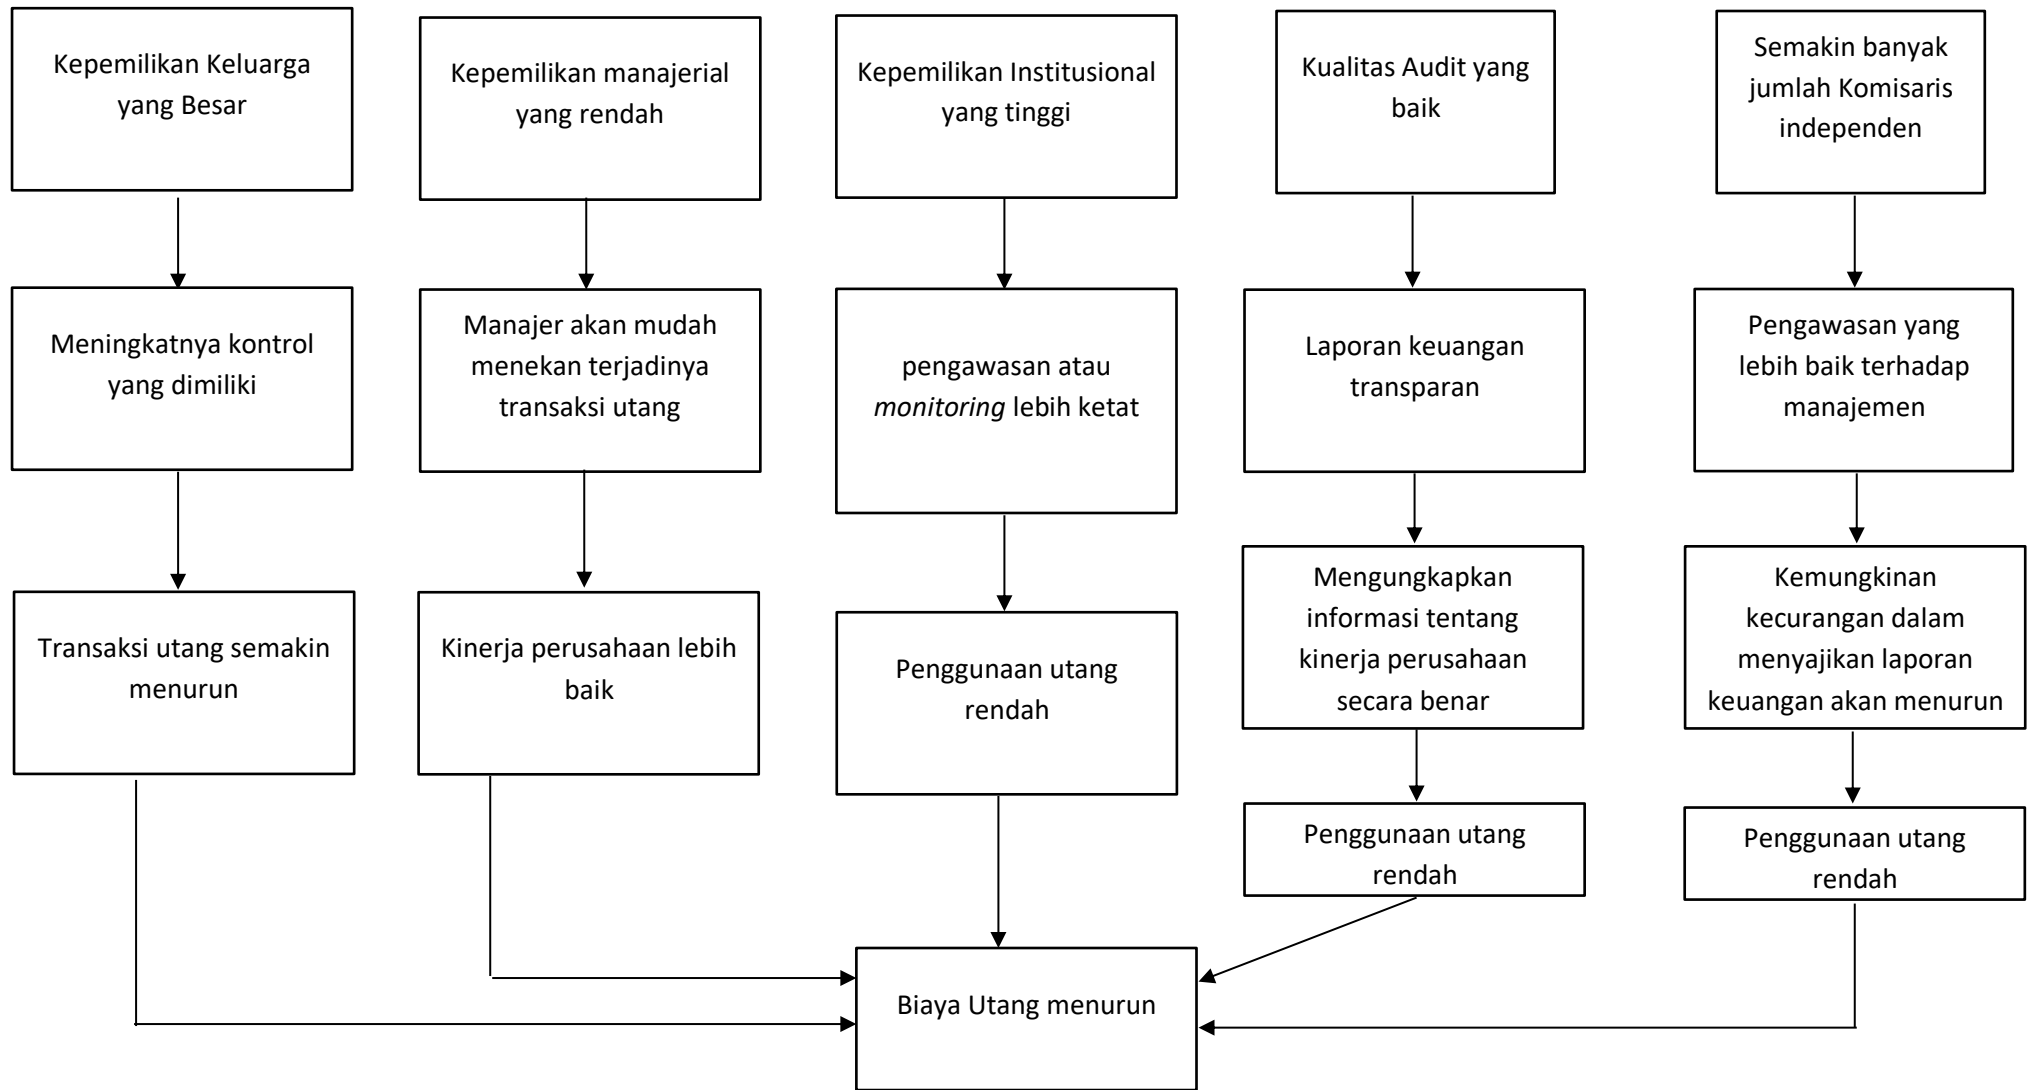 Kepemilikan Keluarga
yang Besar
Kepemilikan manajerial
yang rendah
Kepemilikan Institusional
yang tinggi
Kualitas Audit yang
baik
Semakin banyak
jumlah Komisaris
independen
Meningkatnya kontrol
yang dimiliki
Manajer akan mudah
menekan terjadinya
transaksi utang
pengawasan atau
monitoring lebih ketat
Laporan keuangan
transparan
Pengawasan yang
lebih baik terhadap
manajemen
Transaksi utang semakin
menurun
Kinerja perusahaan lebih
baik
Penggunaan utang
rendah
Mengungkapkan
informasi tentang
kinerja perusahaan
secara benar
Kemungkinan
kecurangan dalam
menyajikan laporan
keuangan akan menurun
Penggunaan utang
rendah
Penggunaan utang
rendah
Biaya Utang menurun